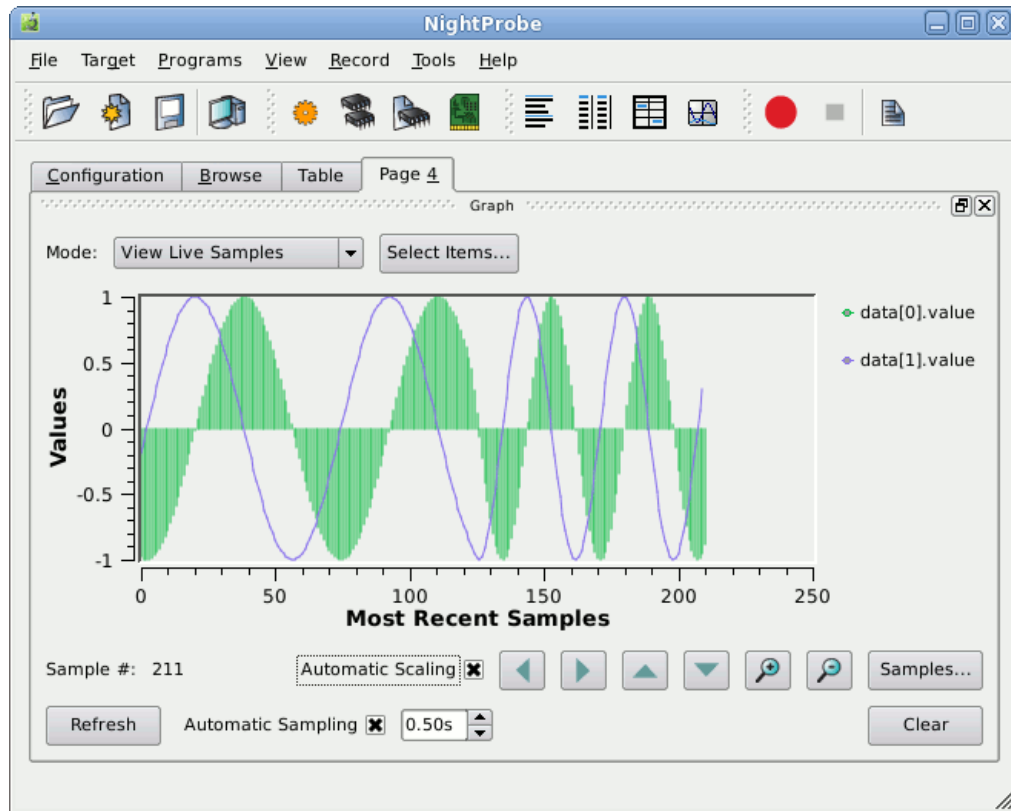 NightProbe
File Target Programs View Record Tools Help
Configuration Browse Table Page 4
Graph
Mode: View Live Samples Select Items...
1
0.5
0
-0.5
-1
Values
data[0].value
data[1].value
0 50 100 150 200 250
Most Recent Samples
Sample #: 211 Automatic Scaling Samples...
Refresh Automatic Sampling 0.50s Clear